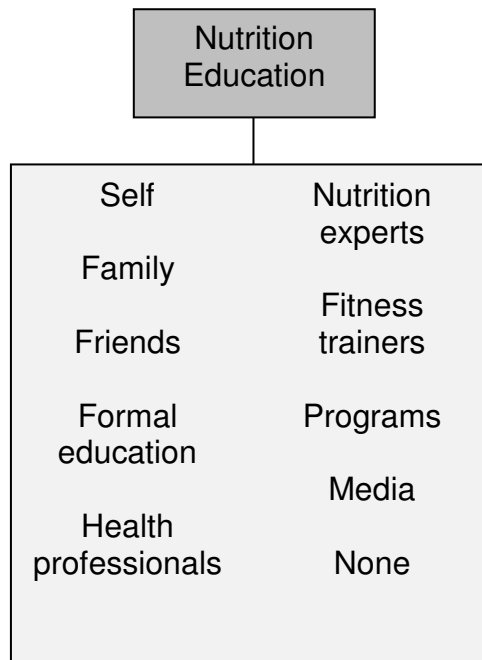 Nutrition
Education
Self
Family
Friends
Formal
education
Health
professionals
Nutrition
experts
Fitness
trainers
Programs
Media
None